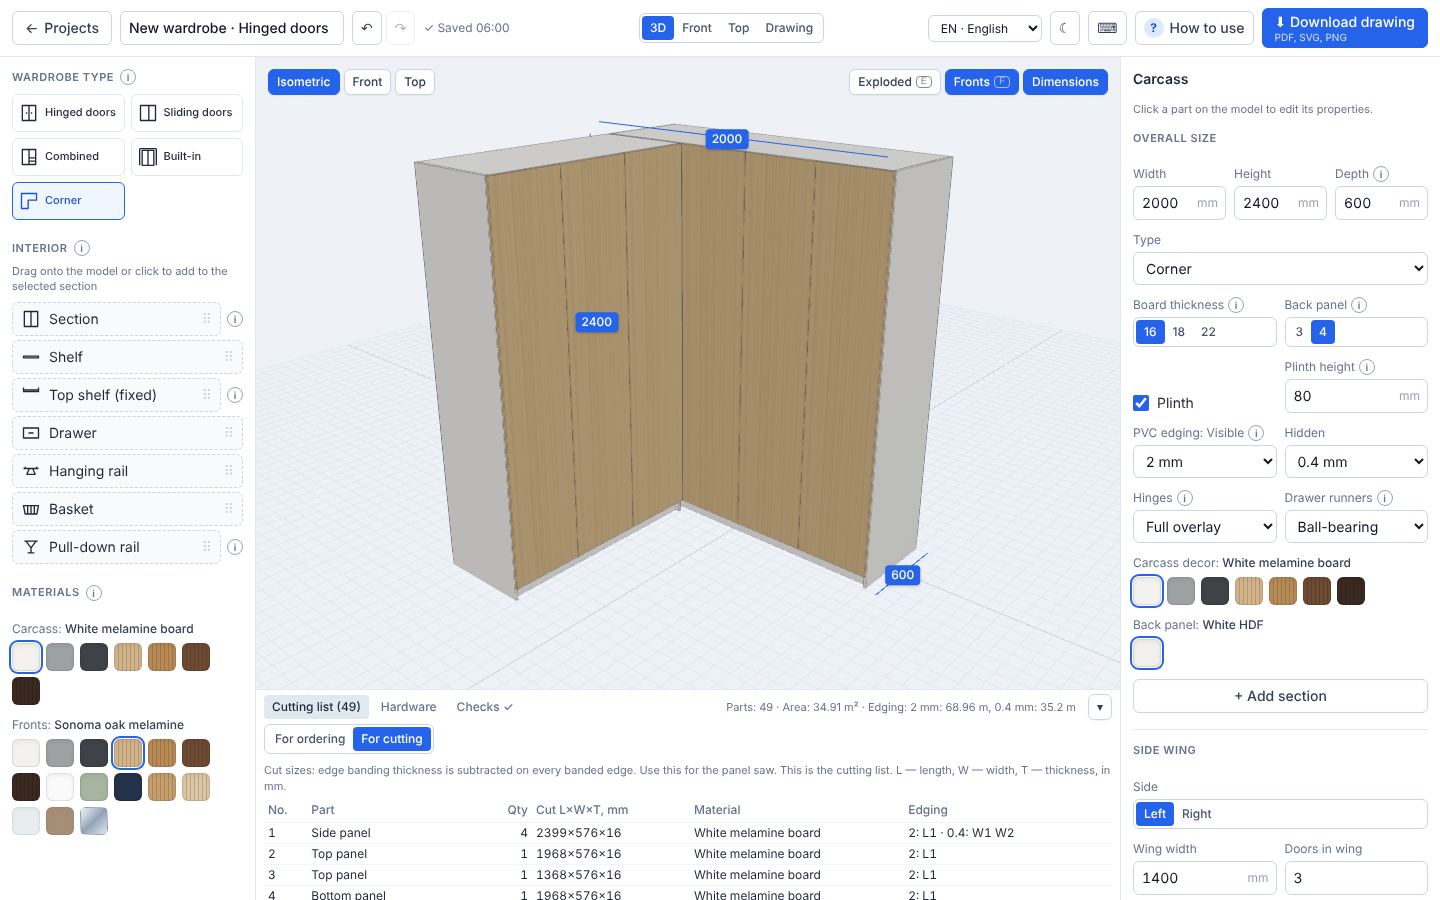 ← Projects
New wardrobe · Hinged doors
↶
↷
✓ Saved 06:00
3D
Front
Top
Drawing
EN · English
☾
⌨
? How to use
⬇ Download drawing
PDF, SVG, PNG
WARDROBE TYPE i
Hinged doors
Sliding doors
Combined
Built-in
Corner
INTERIOR i
Drag onto the model or click to add to the
selected section
Section i
Shelf
Top shelf (fixed) i
Drawer
Hanging rail
Basket
Pull-down rail i
MATERIALS i
Carcass: White melamine board
Fronts: Sonoma oak melamine
Isometric
Front
Top
Exploded E
Fronts F
Dimensions
2000
2400
600
Cutting list (49)
Hardware
Checks ✓
Parts: 49 · Area: 34.91 m² · Edging: 2 mm: 68.96 m, 0.4 mm: 35.2 m
▾
For ordering
For cutting
Cut sizes: edge banding thickness is subtracted on every banded edge. Use this for the panel saw. This is the cutting list. L — length, W — width, T — thickness, in
mm.
No. Part Qty Cut L×W×T, mm Material Edging
1 Side panel 4 2399×576×16 White melamine board 2: L1 · 0.4: W1 W2
2 Top panel 1 1968×576×16 White melamine board 2: L1
3 Top panel 1 1368×576×16 White melamine board 2: L1
4 Bottom panel 1 1968×576×16 White melamine board 2: L1
Carcass
Click a part on the model to edit its properties.
OVERALL SIZE
Width Height Depth i
2000 mm 2400 mm 600 mm
Type
Corner
Board thickness i Back panel i
16 18 22 3 4
Plinth height i
Plinth 80 mm
PVC edging: Visible i Hidden
2 mm 0.4 mm
Hinges i Drawer runners i
Full overlay Ball-bearing
Carcass decor: White melamine board
Back panel: White HDF
+ Add section
SIDE WING
Side
Left Right
Wing width Doors in wing
1400 mm 3